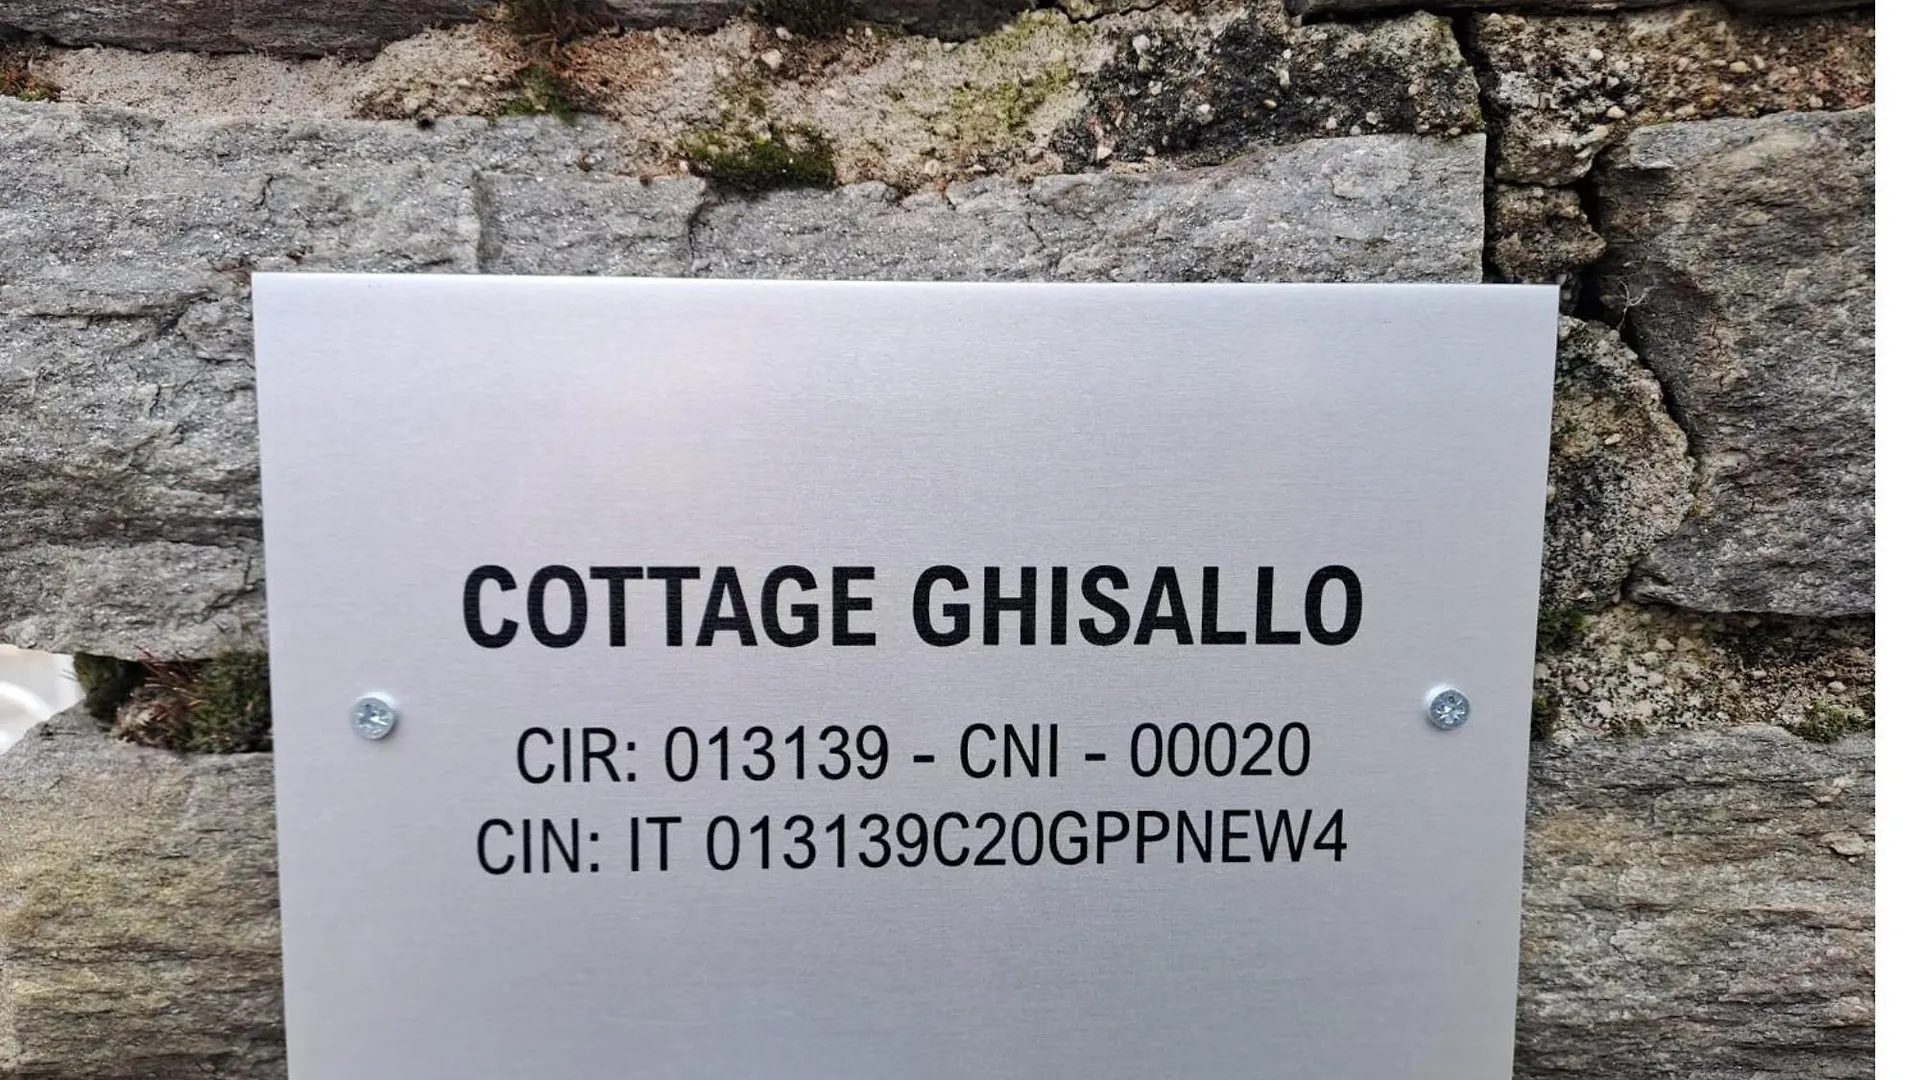 COTTAGE GHISALLO
CIR: 013139 - CNI - 00020
CIN: IT 013139C20GPPNEW4